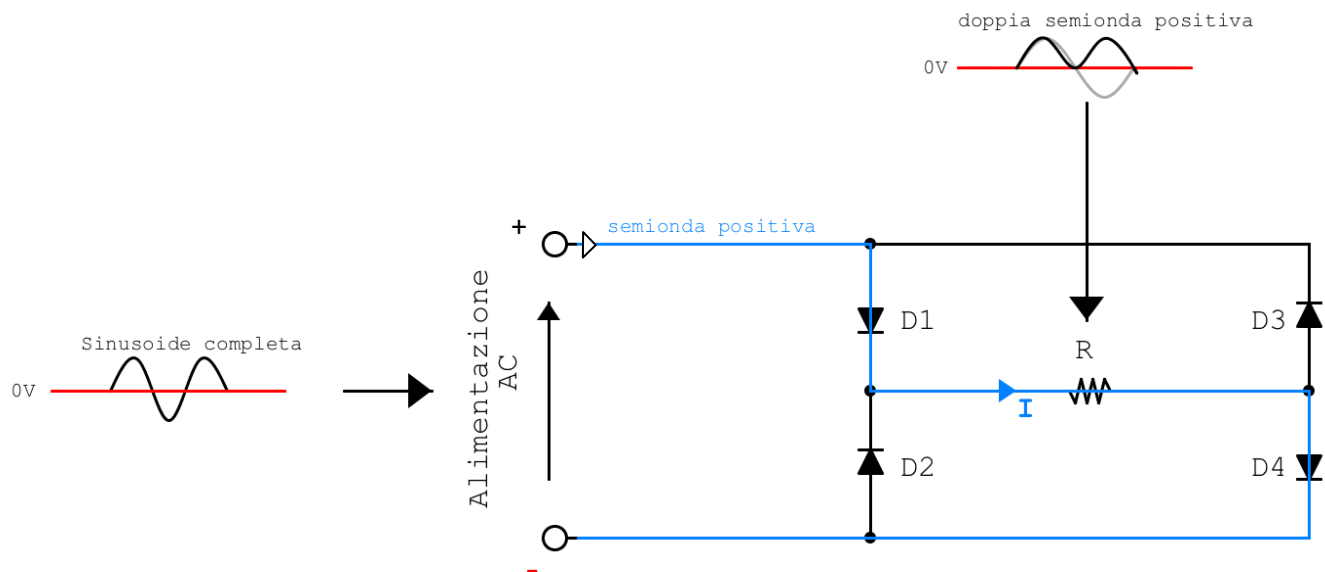 doppia semionda positiva
0V
+
semionda positiva
Sinusoide completa
0V
Alimentazione
AC
D1
D3
R
I
D2
D4
-